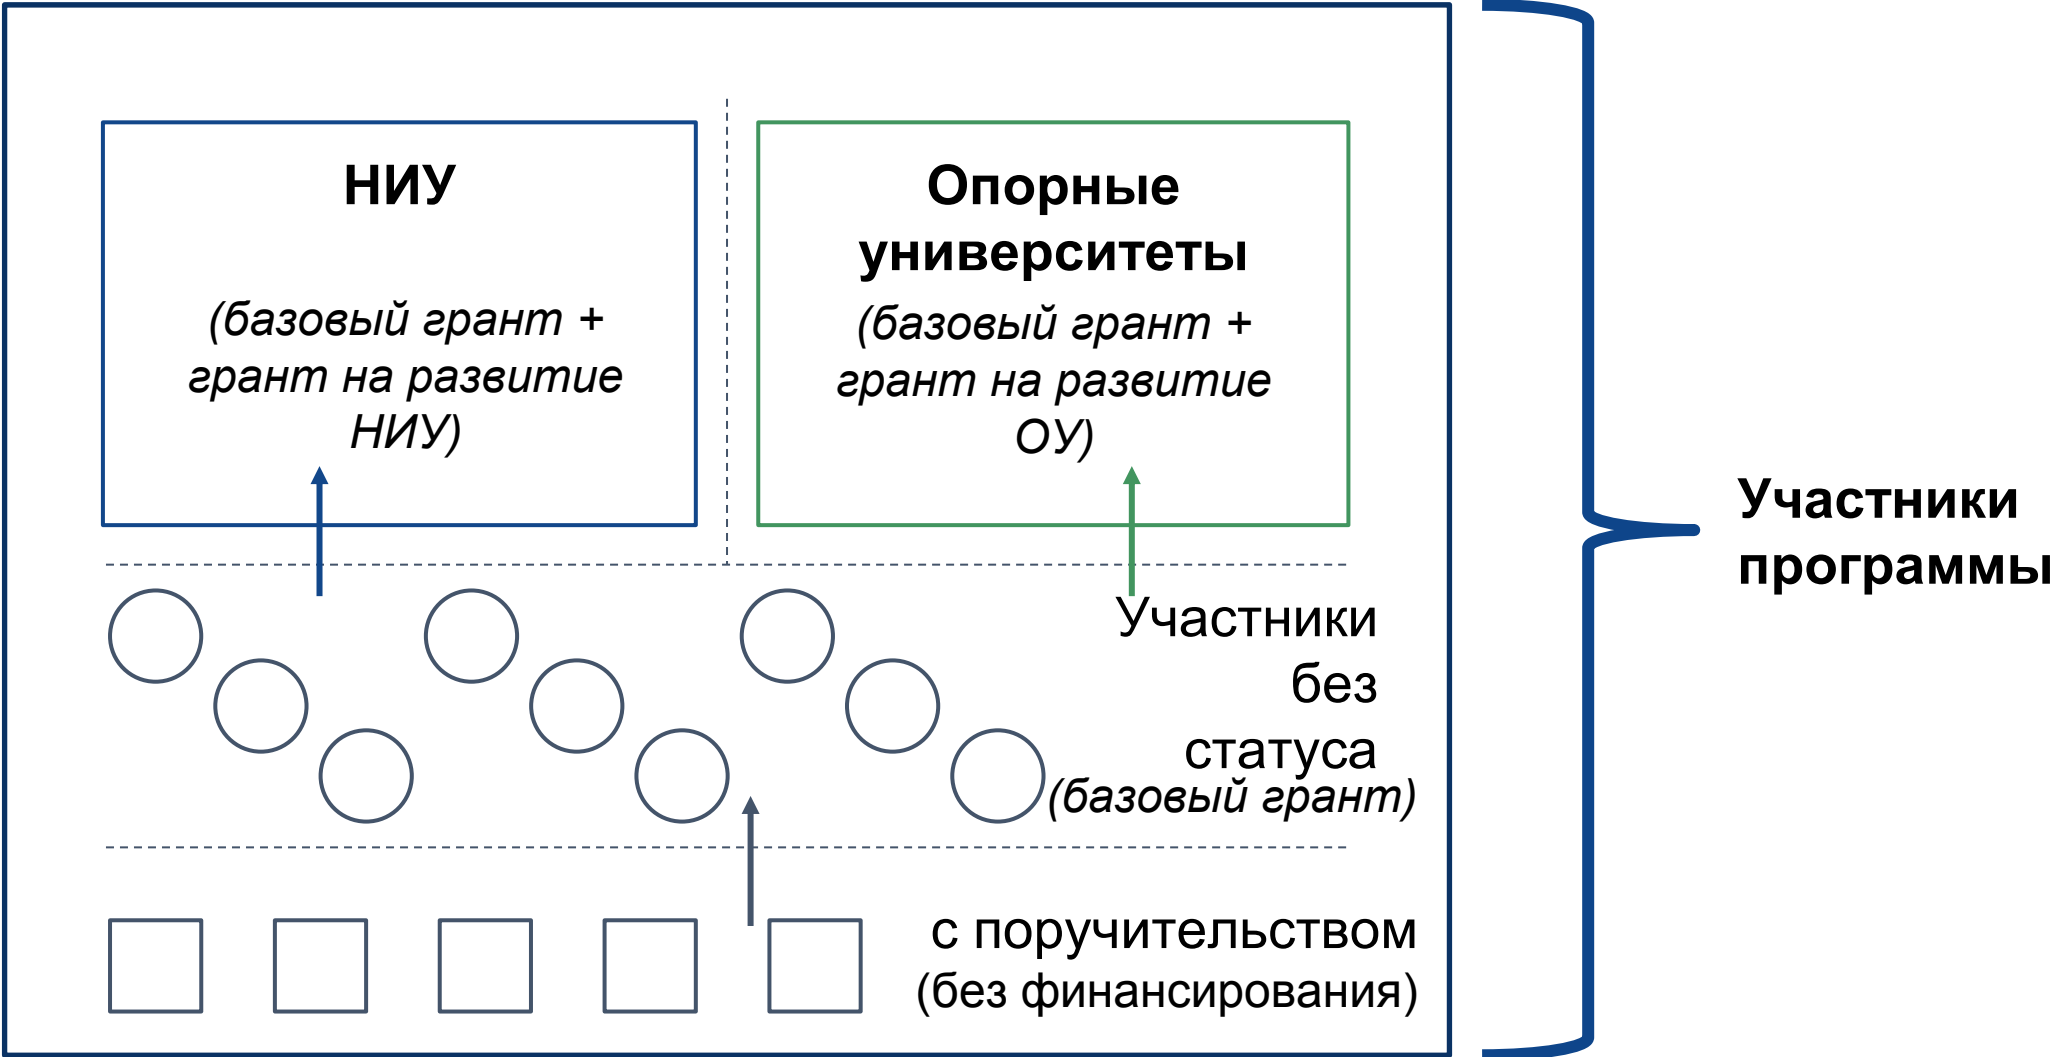 НИУ
(базовый грант +
грант на развитие
НИУ)
Опорные
университеты
(базовый грант +
грант на развитие
ОУ)
Участники
без
статуса
(базовый грант)
с поручительством
(без финансирования)
Участники
программы